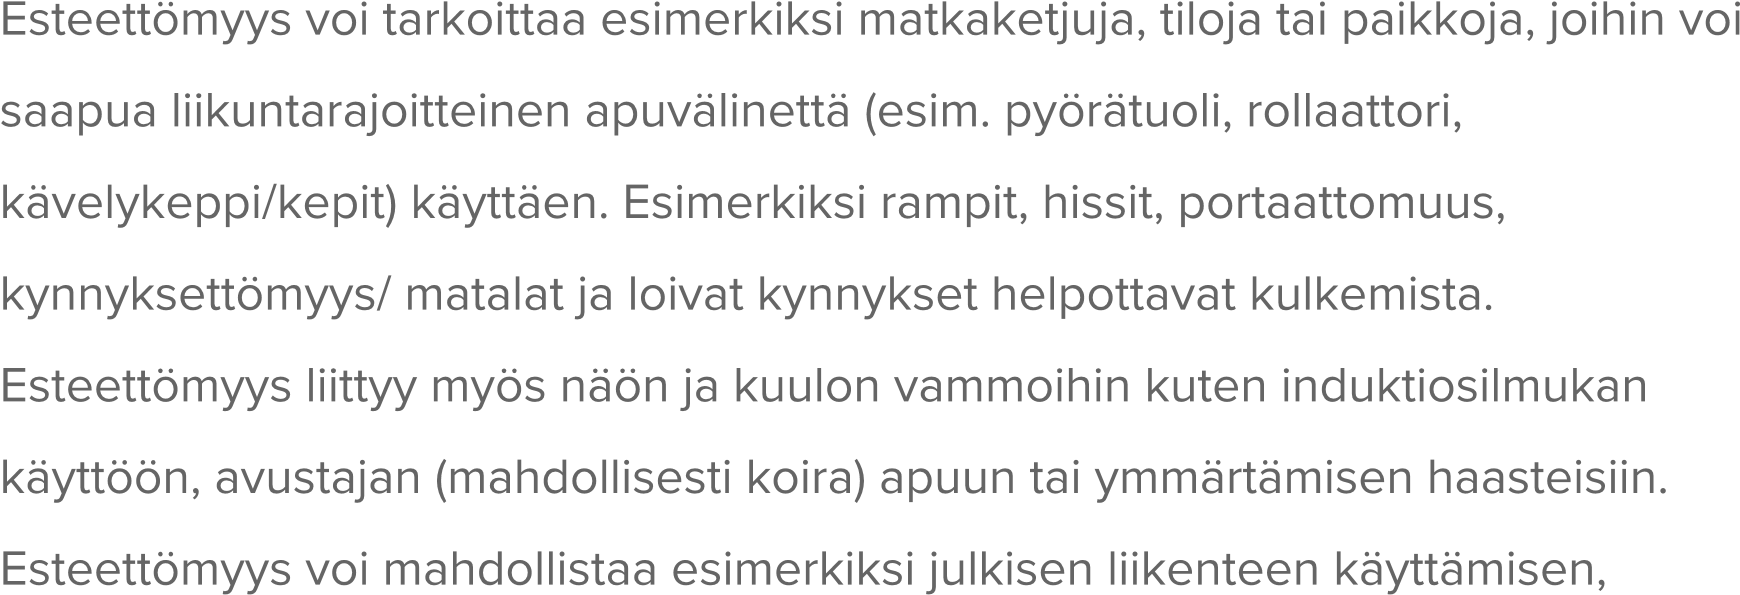 Esteettömyys voi tarkoittaa esimerkiksi matkaketjuja, tiloja tai paikkoja, joihin voi
saapua liikuntarajoitteinen apuvälinettä (esim. pyörätuoli, rollaattori,
kävelykeppi/kepit) käyttäen. Esimerkiksi rampit, hissit, portaattomuus,
kynnyksettömyys/ matalat ja loivat kynnykset helpottavat kulkemista.
Esteettömyys liittyy myös näön ja kuulon vammoihin kuten induktiosilmukan
käyttöön, avustajan (mahdollisesti koira) apuun tai ymmärtämisen haasteisiin.
Esteettömyys voi mahdollistaa esimerkiksi julkisen liikenteen käyttämisen,